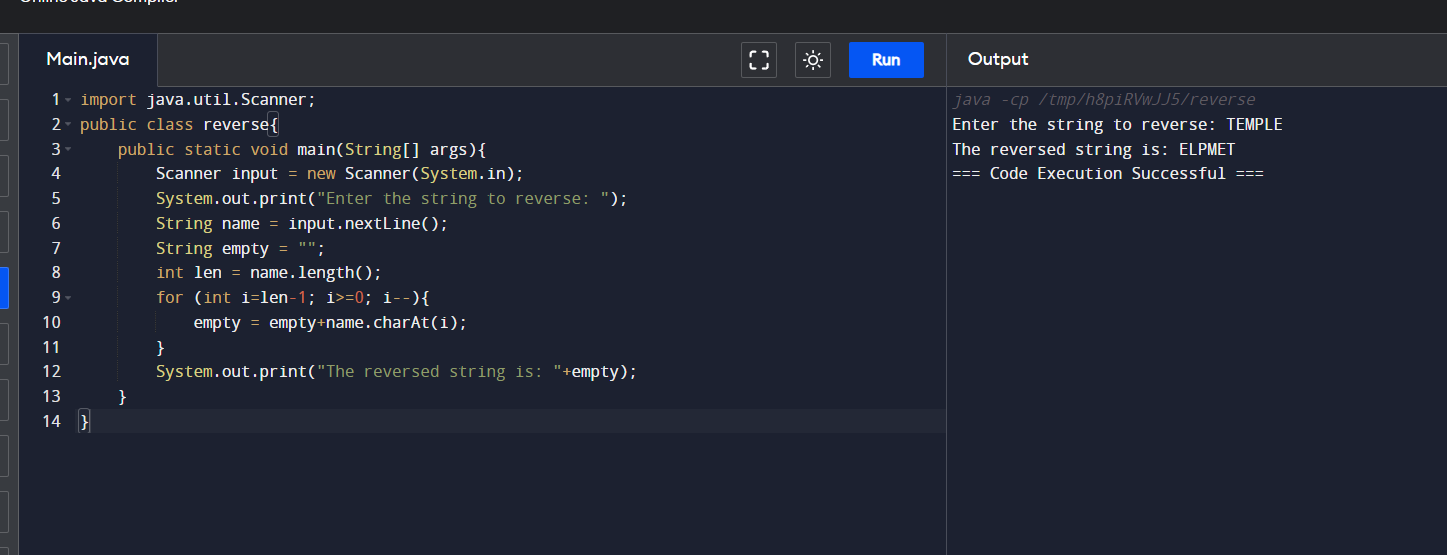 Online Java Compiler
Main.java
Run
Output
1 import java.util.Scanner;
2 public class reverse{
3     public static void main(String[] args){
4         Scanner input = new Scanner(System.in);
5         System.out.print("Enter the string to reverse: ");
6         String name = input.nextLine();
7         String empty = "";
8         int len = name.length();
9         for (int i=len-1; i>=0; i--){
10             empty = empty+name.charAt(i);
11         }
12         System.out.print("The reversed string is: "+empty);
13     }
14 }
java -cp /tmp/h8piRVwJJ5/reverse
Enter the string to reverse: TEMPLE
The reversed string is: ELPMET
=== Code Execution Successful ===